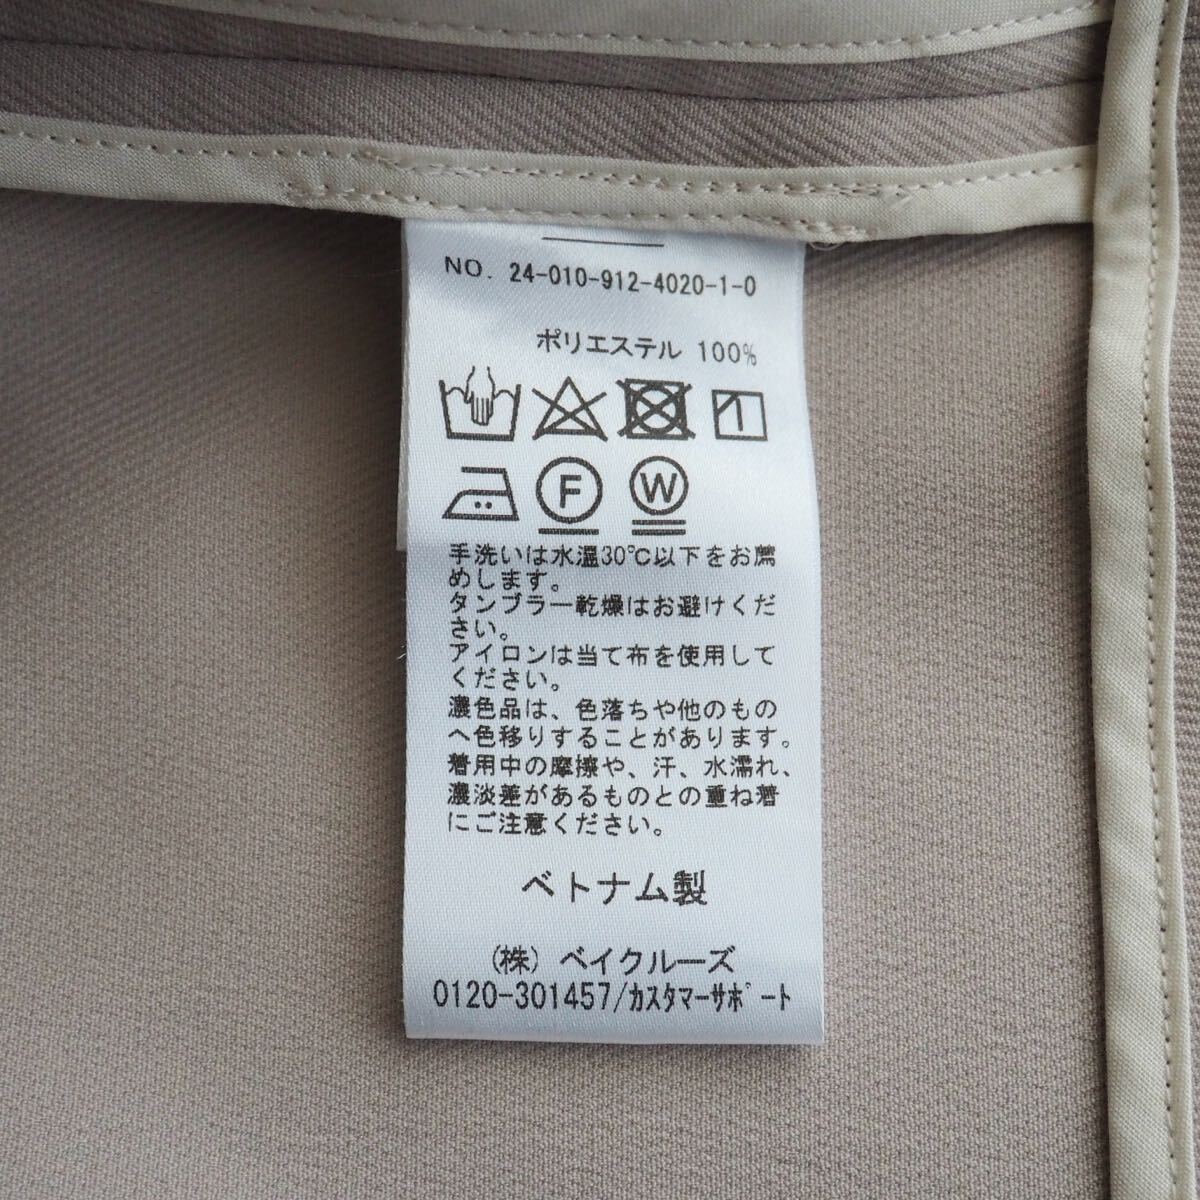 NO. 24-010-912-4020-1-0
ポリエステル 100%
F W
手洗いは水温30℃以下をお薦
めします。
タンブラー乾燥はお避けくだ
さい。
アイロンは当て布を使用して
ください。
濃色品は、色落ちや他のもの
へ色移りすることがあります。
着用中の摩擦や、汗、水濡れ、
濃淡差があるものとの重ね着
にご注意ください。
ベトナム製
(株) ベイクルーズ
0120-301457/ｶｽﾀﾏｰｻﾎﾟｰﾄ